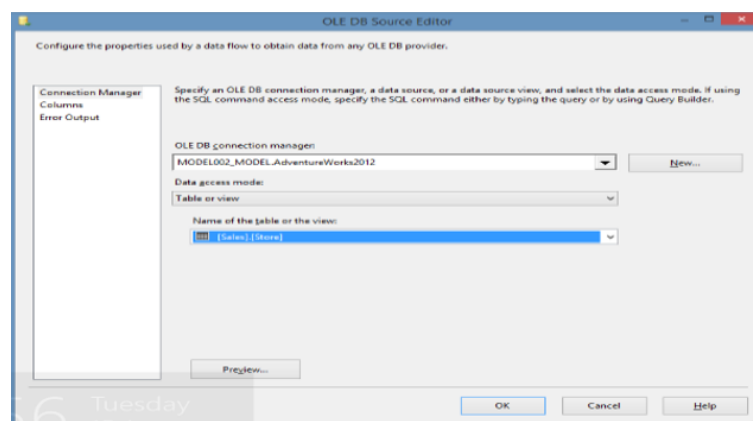 OLE DB Source Editor
Configure the properties used by a data flow to obtain data from any OLE DB provider.
Connection Manager
Columns
Error Output
Specify an OLE DB connection manager, a data source, or a data source view, and select the data access mode. If using
the SQL command access mode, specify the SQL command either by typing the query or by using Query Builder.
OLE DB connection manager:
MODEL002_MODEL.AdventureWorks2012
New...
Data access mode:
Table or view
Name of the table or the view:
[Sales].[Store]
Preview...
56 Tuesday
OK
Cancel
Help